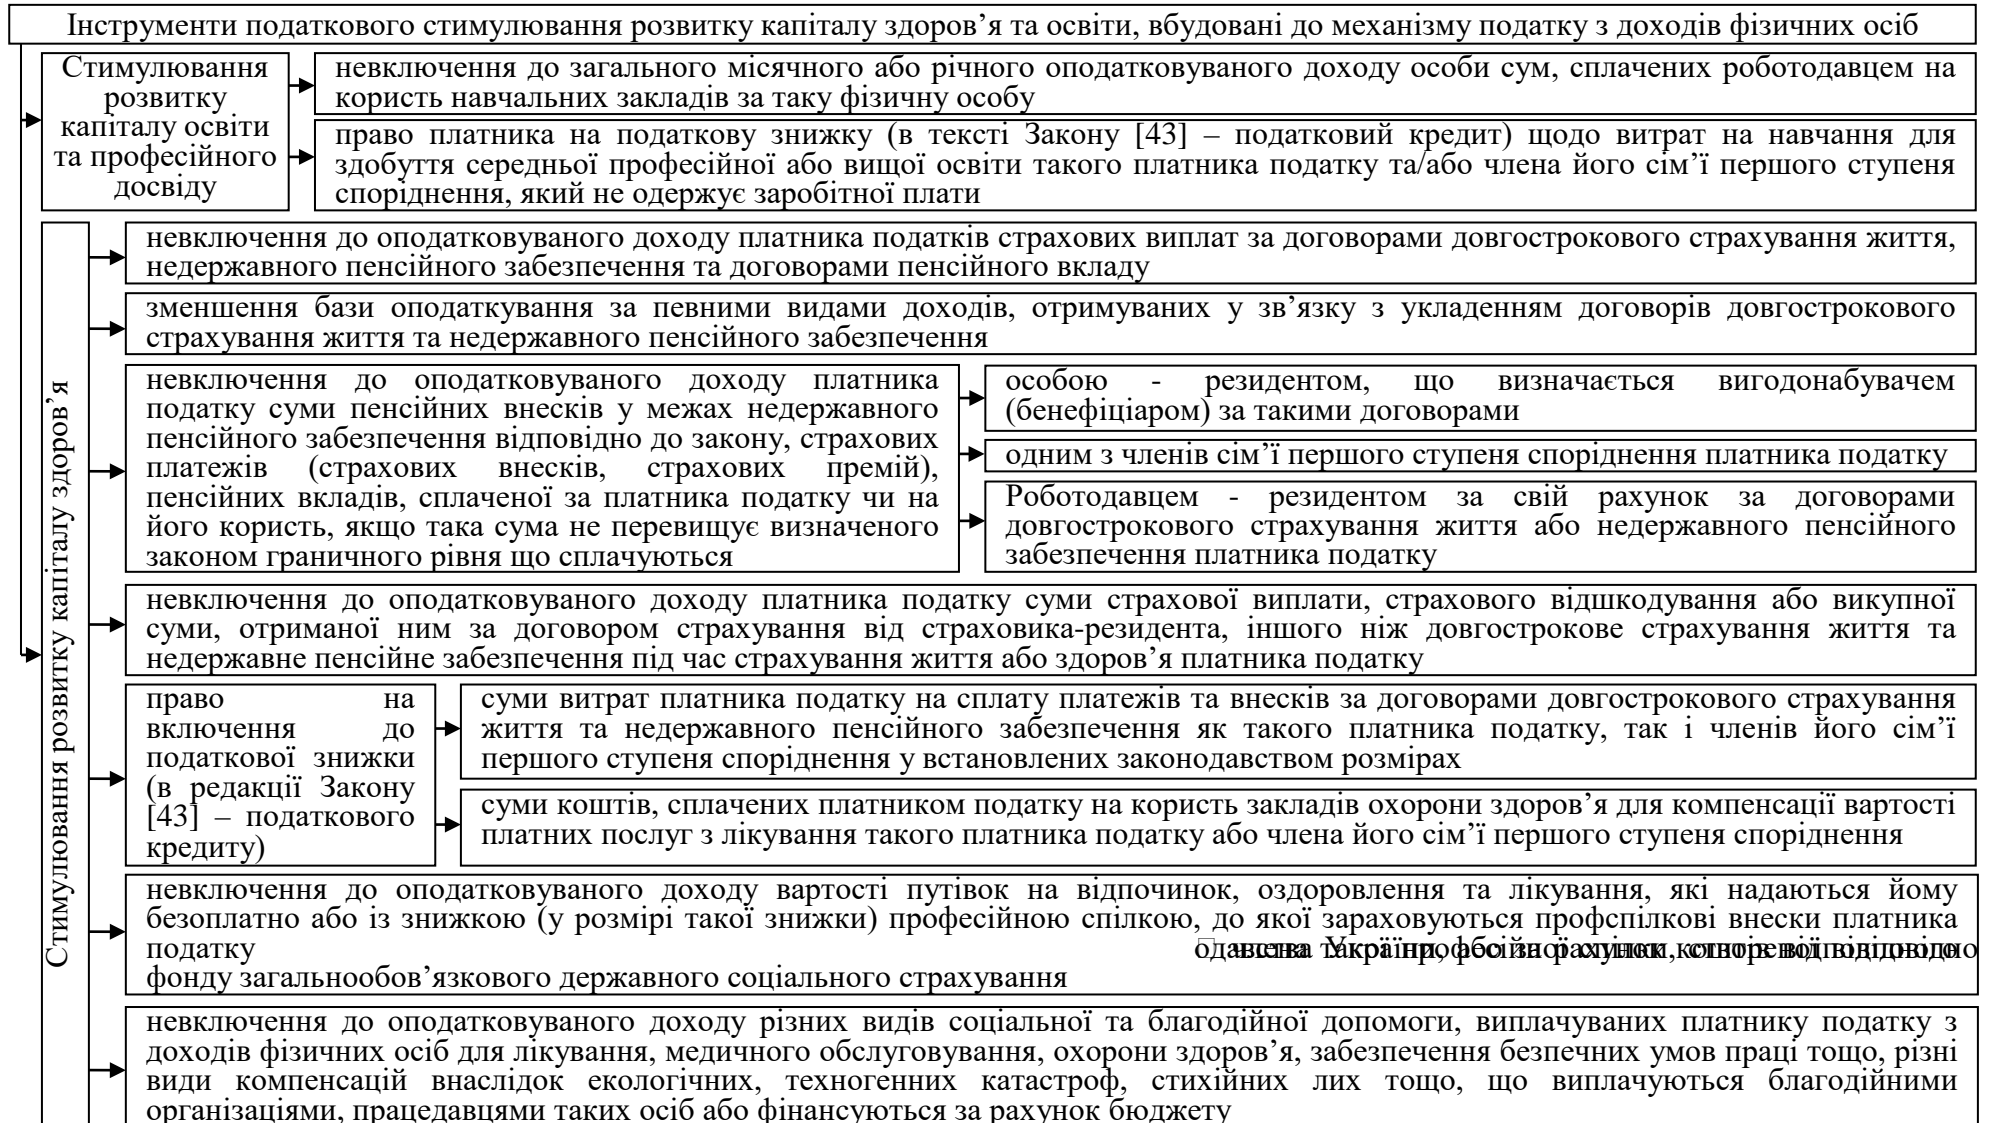 Інструменти податкового стимулювання розвитку капіталу здоров’я та освіти, вбудовані до механізму податку з доходів фізичних осіб
Стимулювання
розвитку
капіталу освіти
та професійного
досвіду
невключення до загального місячного або річного оподатковуваного доходу особи сум, сплачених роботодавцем на
користь навчальних закладів за таку фізичну особу
право платника на податкову знижку (в тексті Закону [43] – податковий кредит) щодо витрат на навчання для
здобуття середньої професійної або вищої освіти такого платника податку та/або члена його сім’ї першого ступеня
споріднення, який не одержує заробітної плати
Стимулювання розвитку капіталу здоров’я
невключення до оподатковуваного доходу платника податків страхових виплат за договорами довгострокового страхування життя,
недержавного пенсійного забезпечення та договорами пенсійного вкладу
зменшення бази оподаткування за певними видами доходів, отримуваних у зв’язку з укладенням договорів довгострокового
страхування життя та недержавного пенсійного забезпечення
невключення до оподатковуваного доходу платника
податку суми пенсійних внесків у межах недержавного
пенсійного забезпечення відповідно до закону, страхових
платежів (страхових внесків, страхових премій),
пенсійних вкладів, сплаченої за платника податку чи на
його користь, якщо така сума не перевищує визначеного
законом граничного рівня що сплачуються
особою - резидентом, що визначається вигодонабувачем
(бенефіціаром) за такими договорами
одним з членів сім’ї першого ступеня споріднення платника податку
Роботодавцем - резидентом за свій рахунок за договорами
довгострокового страхування життя або недержавного пенсійного
забезпечення платника податку
невключення до оподатковуваного доходу платника податку суми страхової виплати, страхового відшкодування або викупної
суми, отриманої ним за договором страхування від страховика-резидента, іншого ніж довгострокове страхування життя та
недержавне пенсійне забезпечення під час страхування життя або здоров’я платника податку
право на
включення до
податкової знижки
(в редакції Закону
[43] – податкового
кредиту)
суми витрат платника податку на сплату платежів та внесків за договорами довгострокового страхування
життя та недержавного пенсійного забезпечення як такого платника податку, так і членів його сім’ї
першого ступеня споріднення у встановлених законодавством розмірах
суми коштів, сплачених платником податку на користь закладів охорони здоров’я для компенсації вартості
платних послуг з лікування такого платника податку або члена його сім’ї першого ступеня споріднення
невключення до оподатковуваного доходу вартості путівок на відпочинок, оздоровлення та лікування, які надаються йому
безоплатно або із знижкою (у розмірі такої знижки) професійною спілкою, до якої зараховуються профспілкові внески платника
податку
фонду загальнообов’язкового державного соціального страхування
невключення до оподатковуваного доходу різних видів соціальної та благодійної допомоги, виплачуваних платнику податку з
доходів фізичних осіб для лікування, медичного обслуговування, охорони здоров’я, забезпечення безпечних умов праці тощо, різні
види компенсацій внаслідок екологічних, техногенних катастроф, стихійних лих тощо, що виплачуються благодійними
організаціями, працедавцями таких осіб або фінансуються за рахунок бюджету